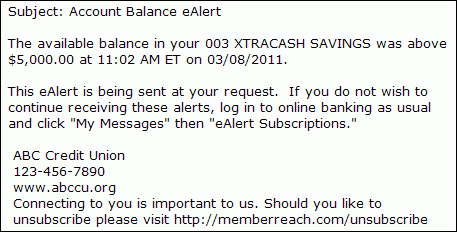 Subject: Account Balance eAlert
The available balance in your 003 XTRACASH SAVINGS was above
$5,000.00 at 11:02 AM ET on 03/08/2011.
This eAlert is being sent at your request.  If you do not wish to
continue receiving these alerts, log in to online banking as usual
and click "My Messages" then "eAlert Subscriptions."
ABC Credit Union
123-456-7890
www.abccu.org
Connecting to you is important to us. Should you like to
unsubscribe please visit http://memberreach.com/unsubscribe